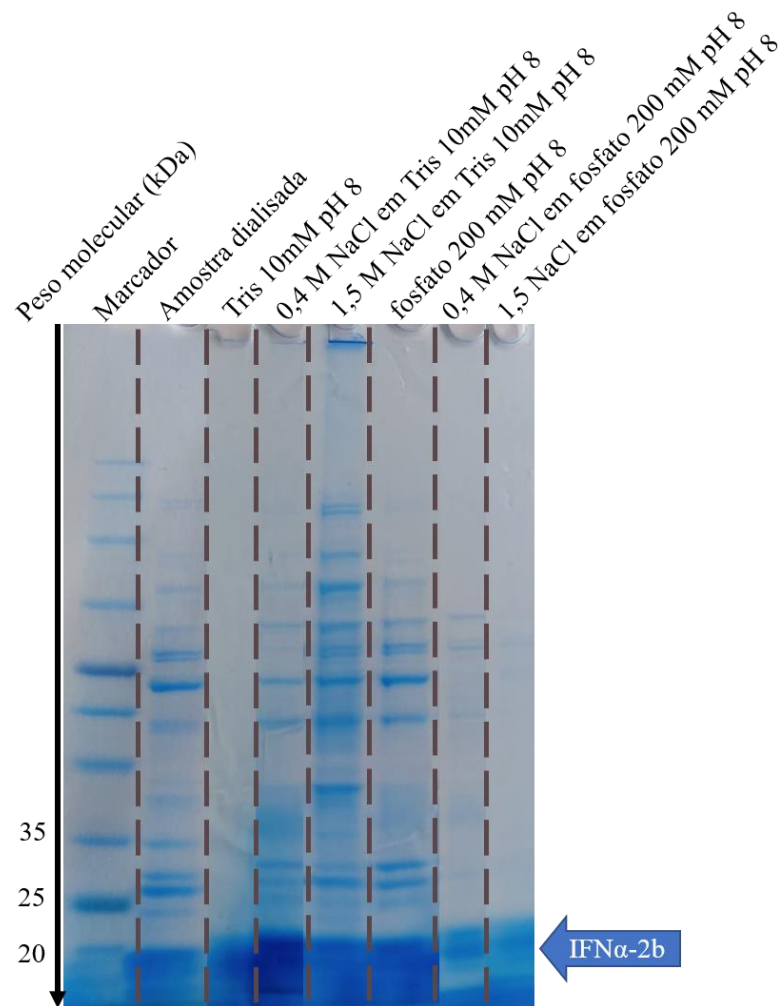 Peso molecular (kDa)
Marcador
Amostra dialisada
Tris 10mM pH 8
0,4 M NaCl em Tris 10mM pH 8
1,5 M NaCl em Tris 10mM pH 8
fosfato 200 mM pH 8
0,4 M NaCl em fosfato 200 mM pH 8
1,5 NaCl em fosfato 200 mM pH 8
35
25
20
IFNα-2b